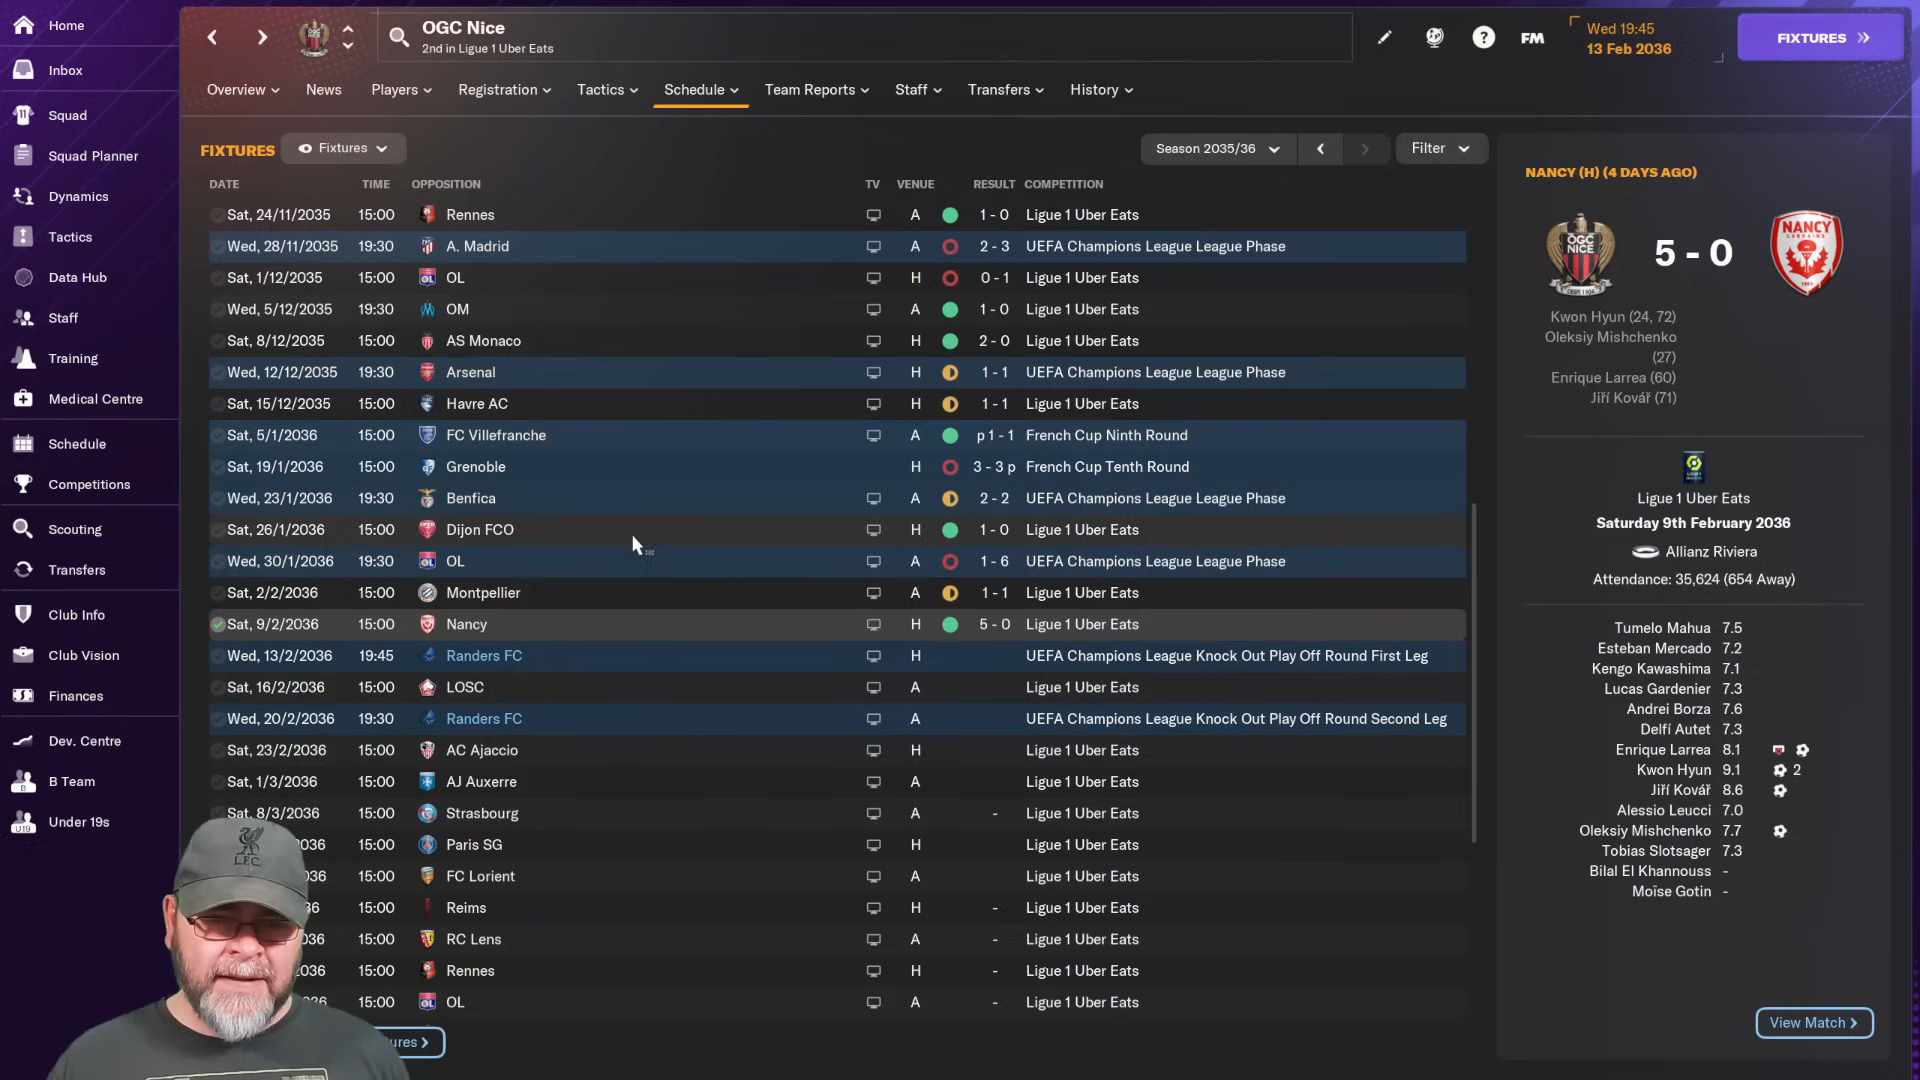 Home
Inbox
Squad
Squad Planner
Dynamics
Tactics
Data Hub
Staff
Training
Medical Centre
Schedule
Competitions
Scouting
Transfers
Club Info
Club Vision
Finances
Dev. Centre
B Team
Under 19s
OGC Nice
2nd in Ligue 1 Uber Eats
FM
Wed 19:45
13 Feb 2036
FIXTURES
Overview News Players Registration Tactics Schedule Team Reports Staff Transfers History
FIXTURES Fixtures Season 2035/36 Filter
DATE TIME OPPOSITION TV VENUE RESULT COMPETITION
Sat, 24/11/2035 15:00 Rennes A 1 - 0 Ligue 1 Uber Eats
Wed, 28/11/2035 19:30 A. Madrid A 2 - 3 UEFA Champions League League Phase
Sat, 1/12/2035 15:00 OL H 0 - 1 Ligue 1 Uber Eats
Wed, 5/12/2035 19:30 OM A 1 - 0 Ligue 1 Uber Eats
Sat, 8/12/2035 15:00 AS Monaco H 2 - 0 Ligue 1 Uber Eats
Wed, 12/12/2035 19:30 Arsenal H 1 - 1 UEFA Champions League League Phase
Sat, 15/12/2035 15:00 Havre AC H 1 - 1 Ligue 1 Uber Eats
Sat, 5/1/2036 15:00 FC Villefranche A p 1 - 1 French Cup Ninth Round
Sat, 19/1/2036 15:00 Grenoble H 3 - 3 p French Cup Tenth Round
Wed, 23/1/2036 19:30 Benfica A 2 - 2 UEFA Champions League League Phase
Sat, 26/1/2036 15:00 Dijon FCO H 1 - 0 Ligue 1 Uber Eats
Wed, 30/1/2036 19:30 OL A 1 - 6 UEFA Champions League League Phase
Sat, 2/2/2036 15:00 Montpellier A 1 - 1 Ligue 1 Uber Eats
Sat, 9/2/2036 15:00 Nancy H 5 - 0 Ligue 1 Uber Eats
Wed, 13/2/2036 19:45 Randers FC H UEFA Champions League Knock Out Play Off Round First Leg
Sat, 16/2/2036 15:00 LOSC A Ligue 1 Uber Eats
Wed, 20/2/2036 19:30 Randers FC A UEFA Champions League Knock Out Play Off Round Second Leg
Sat, 23/2/2036 15:00 AC Ajaccio H Ligue 1 Uber Eats
Sat, 1/3/2036 15:00 AJ Auxerre A Ligue 1 Uber Eats
Sat, 8/3/2036 15:00 Strasbourg A - Ligue 1 Uber Eats
036 15:00 Paris SG H Ligue 1 Uber Eats
036 15:00 FC Lorient A Ligue 1 Uber Eats
36 15:00 Reims H - Ligue 1 Uber Eats
036 15:00 RC Lens A - Ligue 1 Uber Eats
2036 15:00 Rennes H - Ligue 1 Uber Eats
036 15:00 OL A - Ligue 1 Uber Eats
ures
NANCY (H) (4 DAYS AGO)
OGC NICE
5 - 0
NANCY
LORRAINE
Kwon Hyun (24, 72)
Oleksiy Mishchenko
(27)
Enrique Larrea (60)
Jiří Kovář (71)
Ligue 1 Uber Eats
Saturday 9th February 2036
Allianz Riviera
Attendance: 35,624 (654 Away)
Tumelo Mahua 7.5
Esteban Mercado 7.2
Kengo Kawashima 7.1
Lucas Gardenier 7.3
Andrei Borza 7.6
Delfí Autet 7.3
Enrique Larrea 8.1
Kwon Hyun 9.1 2
Jiří Kovář 8.6
Alessio Leucci 7.0
Oleksiy Mishchenko 7.7
Tobias Slotsager 7.3
Bilal El Khannouss -
Moïse Gotin -
View Match
L.F.C.